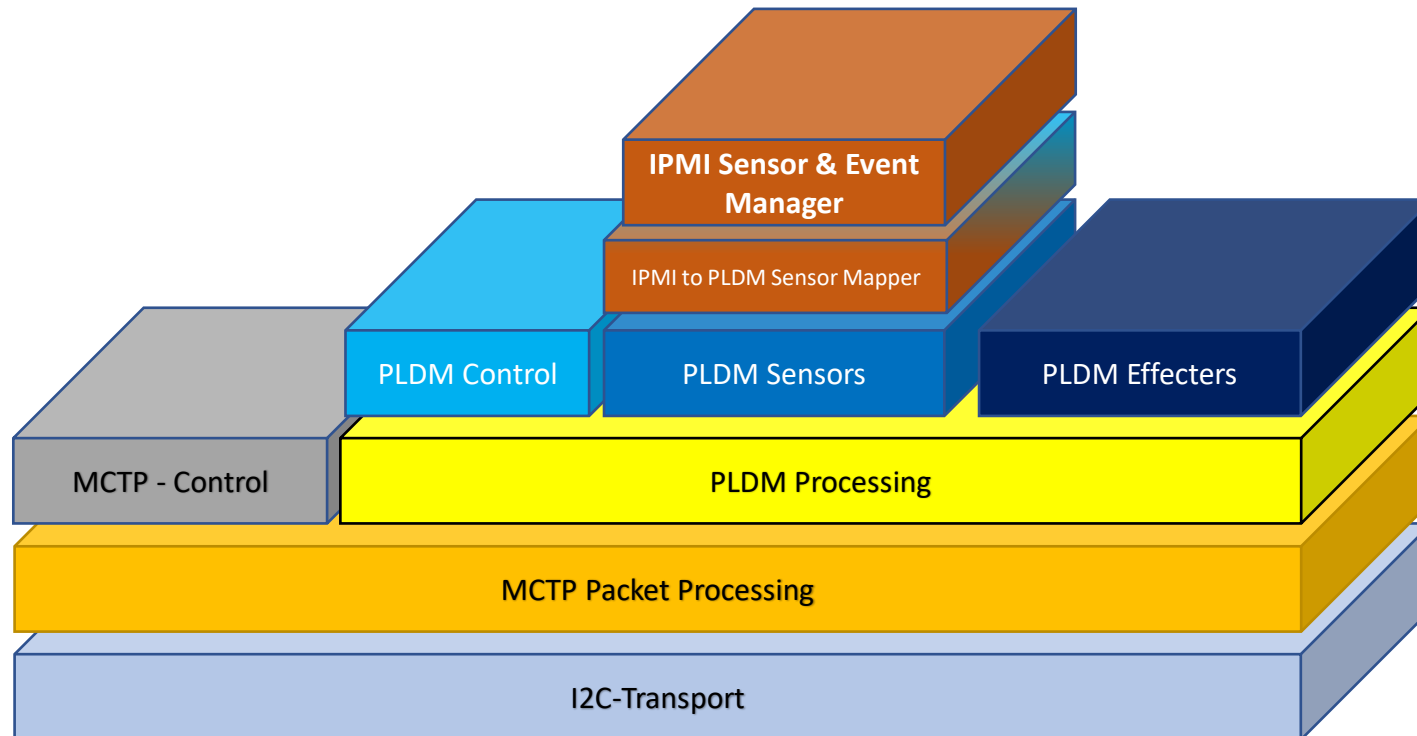 IPMI Sensor & Event
Manager
IPMI to PLDM Sensor Mapper
PLDM Control
PLDM Sensors
PLDM Effecters
MCTP - Control
PLDM Processing
MCTP Packet Processing
I2C-Transport